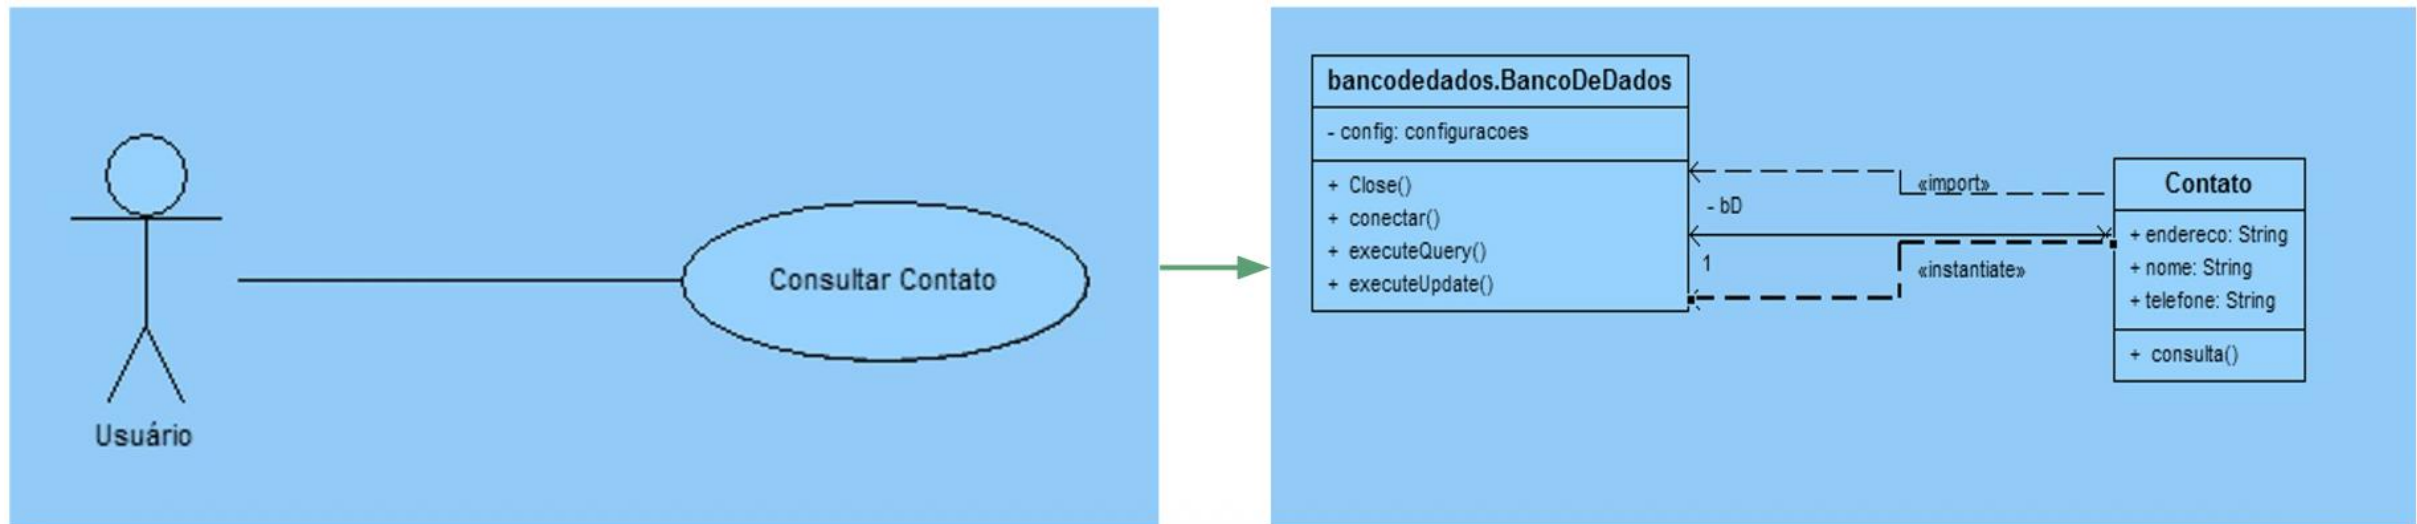 Usuário
Consultar Contato
bancodedados.BancoDeDados
- config: configuracoes
+ Close()
+ conectar()
+ executeQuery()
+ executeUpdate()
«import»
- bD
1
«instantiate»
Contato
+ endereco: String
+ nome: String
+ telefone: String
+ consulta()